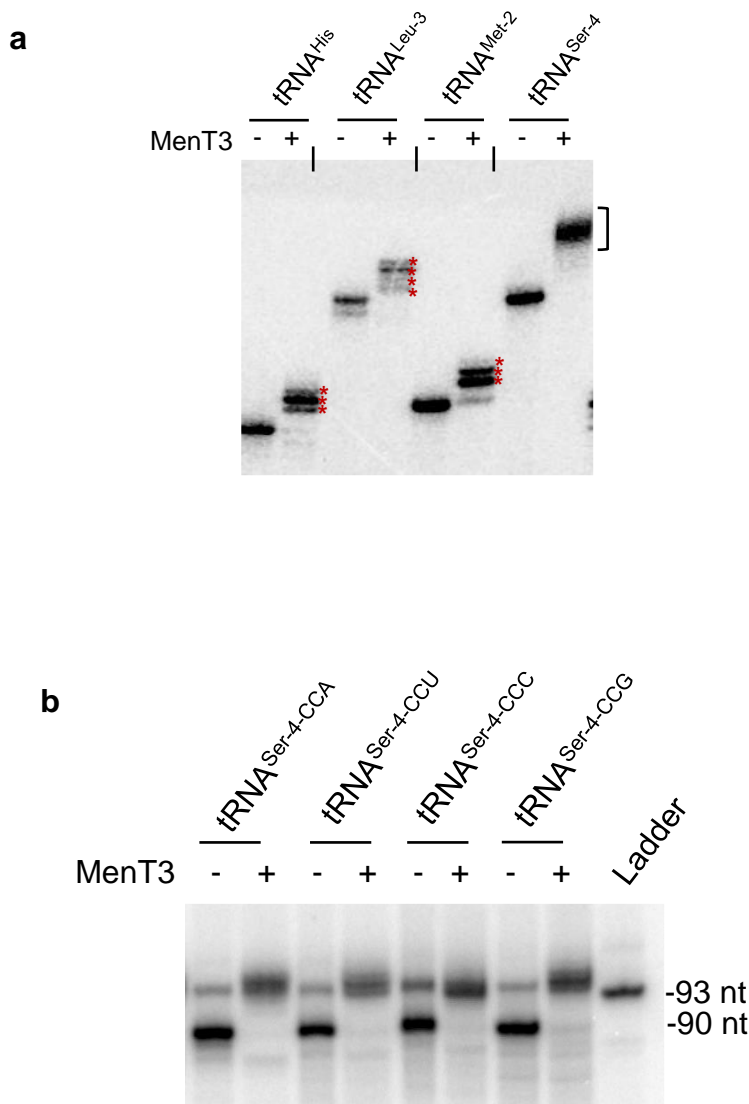 a
tRNAHis tRNALeu-3 tRNAMet-2 tRNASer-4
MenT3 - + - + - + - +
*
*
*
*
*
*
*
*
*
*
b
tRNASer-4-CCA tRNASer-4-CCU tRNASer-4-CCC tRNASer-4-CCG Ladder
MenT3 - + - + - + - +
-93 nt
-90 nt